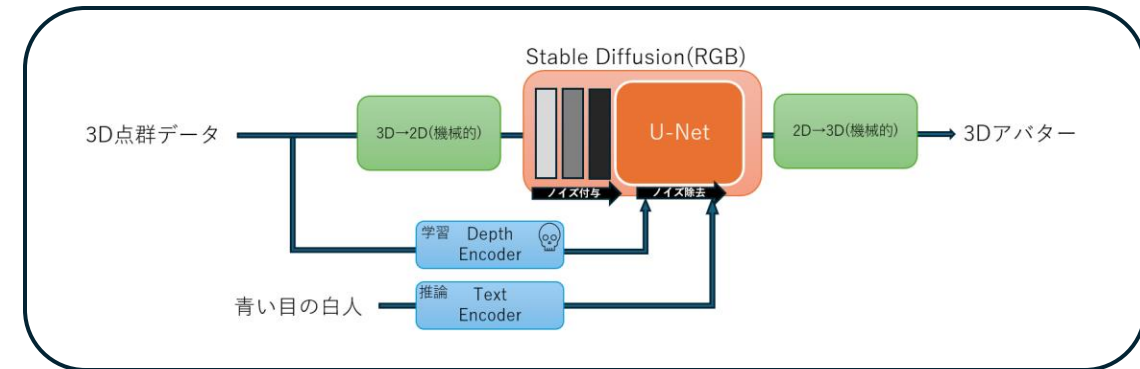 Stable Diffusion(RGB)
3D点群データ
3D→2D(機械的)
U-Net
2D→3D(機械的)
3Dアバター
ノイズ付与
ノイズ除去
学習
Depth
Encoder
青い目の白人
推論
Text
Encoder